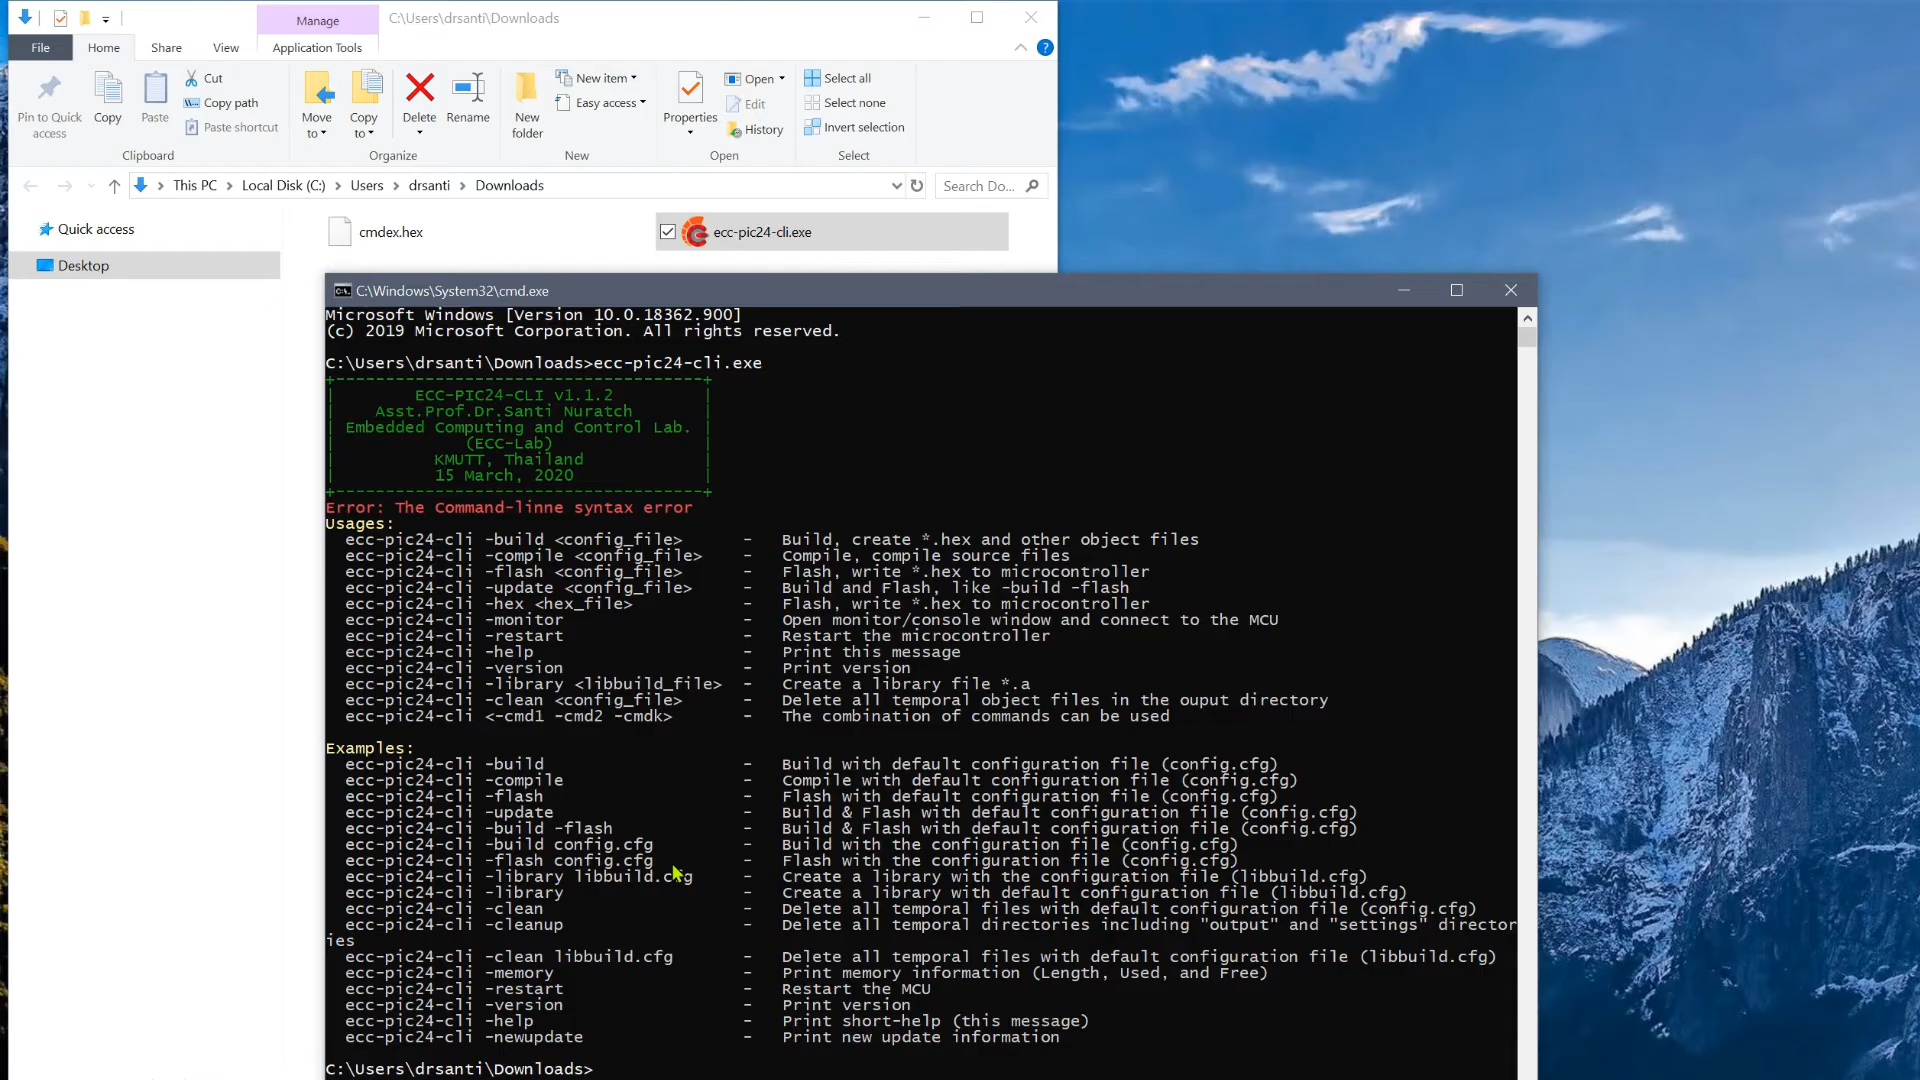 Manage
C:\Users\drsanti\Downloads
File
Home
Share
View
Application Tools
Pin to Quick access
Copy
Paste
Cut
Copy path
Paste shortcut
Clipboard
Move to
Copy to
Delete
Rename
Organize
New folder
New item
Easy access
New
Properties
Open
Edit
History
Open
Select all
Select none
Invert selection
Select
This PC > Local Disk (C:) > Users > drsanti > Downloads
Search Do...
Quick access
Desktop
cmdex.hex
ecc-pic24-cli.exe
C:\Windows\System32\cmd.exe
Microsoft Windows [Version 10.0.18362.900]
(c) 2019 Microsoft Corporation. All rights reserved.
C:\Users\drsanti\Downloads>ecc-pic24-cli.exe
+-------------------------------------+
| ECC-PIC24-CLI v1.1.2 |
| Asst.Prof.Dr.Santi Nuratch |
| Embedded Computing and Control Lab. |
| (ECC-Lab) |
| KMUTT, Thailand |
| 15 March, 2020 |
+-------------------------------------+
Error: The Command-linne syntax error
Usages:
ecc-pic24-cli -build <config_file> - Build, create *.hex and other object files
ecc-pic24-cli -compile <config_file> - Compile, compile source files
ecc-pic24-cli -flash <config_file> - Flash, write *.hex to microcontroller
ecc-pic24-cli -update <config_file> - Build and Flash, like -build -flash
ecc-pic24-cli -hex <hex_file> - Flash, write *.hex to microcontroller
ecc-pic24-cli -monitor - Open monitor/console window and connect to the MCU
ecc-pic24-cli -restart - Restart the microcontroller
ecc-pic24-cli -help - Print this message
ecc-pic24-cli -version - Print version
ecc-pic24-cli -library <libbuild_file> - Create a library file *.a
ecc-pic24-cli -clean <config_file> - Delete all temporal object files in the ouput directory
ecc-pic24-cli <-cmd1 -cmd2 -cmdk> - The combination of commands can be used
Examples:
ecc-pic24-cli -build - Build with default configuration file (config.cfg)
ecc-pic24-cli -compile - Compile with default configuration file (config.cfg)
ecc-pic24-cli -flash - Flash with default configuration file (config.cfg)
ecc-pic24-cli -update - Build & Flash with default configuration file (config.cfg)
ecc-pic24-cli -build -flash - Build & Flash with default configuration file (config.cfg)
ecc-pic24-cli -build config.cfg - Build with the configuration file (config.cfg)
ecc-pic24-cli -flash config.cfg - Flash with the configuration file (config.cfg)
ecc-pic24-cli -library libbuild.cfg - Create a library with the configuration file (libbuild.cfg)
ecc-pic24-cli -library - Create a library with default configuration file (libbuild.cfg)
ecc-pic24-cli -clean - Delete all temporal files with default configuration file (config.cfg)
ecc-pic24-cli -cleanup - Delete all temporal directories including "output" and "settings" director
ies
ecc-pic24-cli -clean libbuild.cfg - Delete all temporal files with default configuration file (libbuild.cfg)
ecc-pic24-cli -memory - Print memory information (Length, Used, and Free)
ecc-pic24-cli -restart - Restart the MCU
ecc-pic24-cli -version - Print version
ecc-pic24-cli -help - Print short-help (this message)
ecc-pic24-cli -newupdate - Print new update information
C:\Users\drsanti\Downloads>